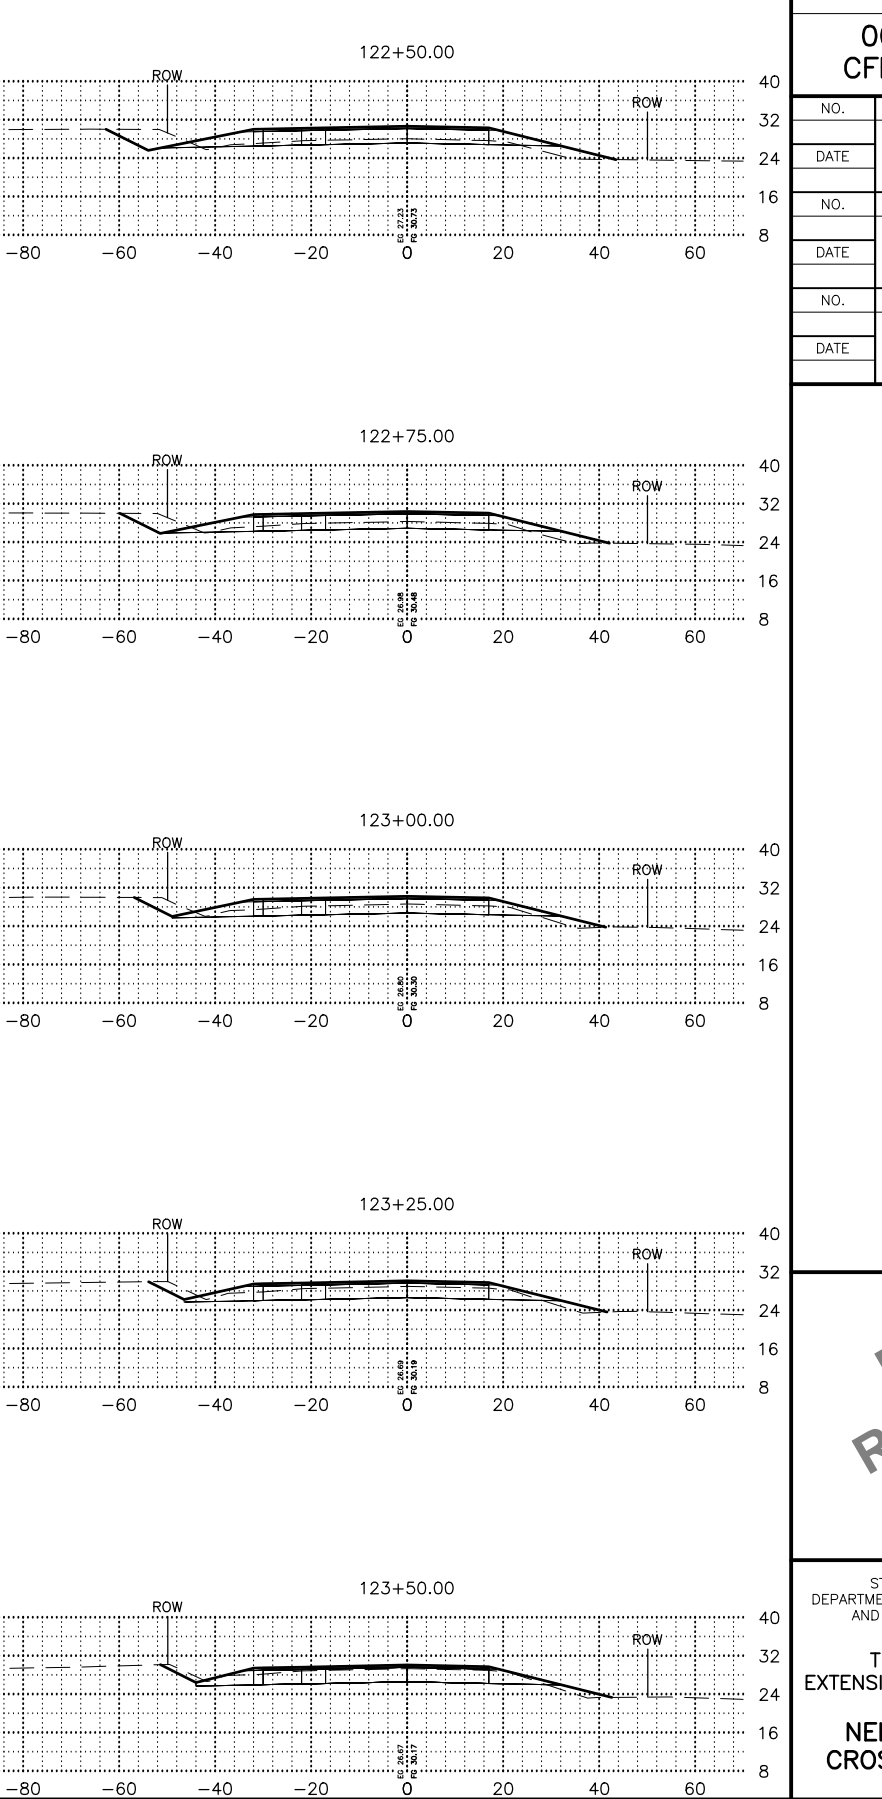 122+50.00
ROW
ROW
40
32
24
16
8
EG 27.23
FG 30.73
-80 -60 -40 -20 0 20 40 60
122+75.00
ROW
ROW
40
32
24
16
8
EG 26.98
FG 30.48
-80 -60 -40 -20 0 20 40 60
123+00.00
ROW
ROW
40
32
24
16
8
EG 26.80
FG 30.30
-80 -60 -40 -20 0 20 40 60
123+25.00
ROW
ROW
40
32
24
16
8
EG 26.69
FG 30.19
-80 -60 -40 -20 0 20 40 60
123+50.00
ROW
ROW
40
32
24
16
8
EG 26.67
FG 30.17
-80 -60 -40 -20 0 20 40 60
NO.
DATE
NO.
DATE
NO.
DATE
R
ST
DEPARTME
AND
T
EXTENSI
NE
CROS